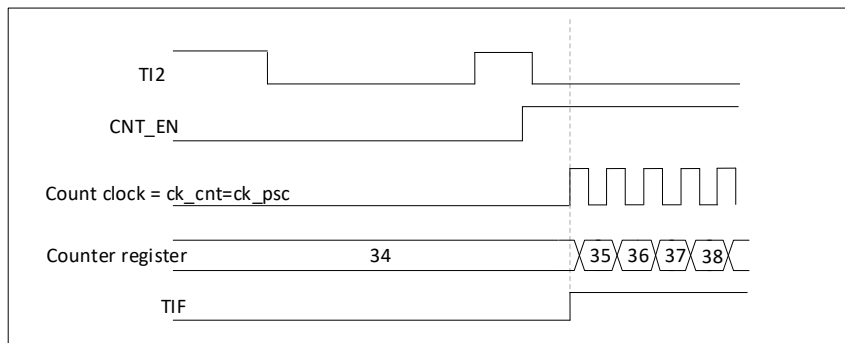 TI2
CNT_EN
Count clock = ck_cnt=ck_psc
Counter register 34 35 36 37 38
TIF